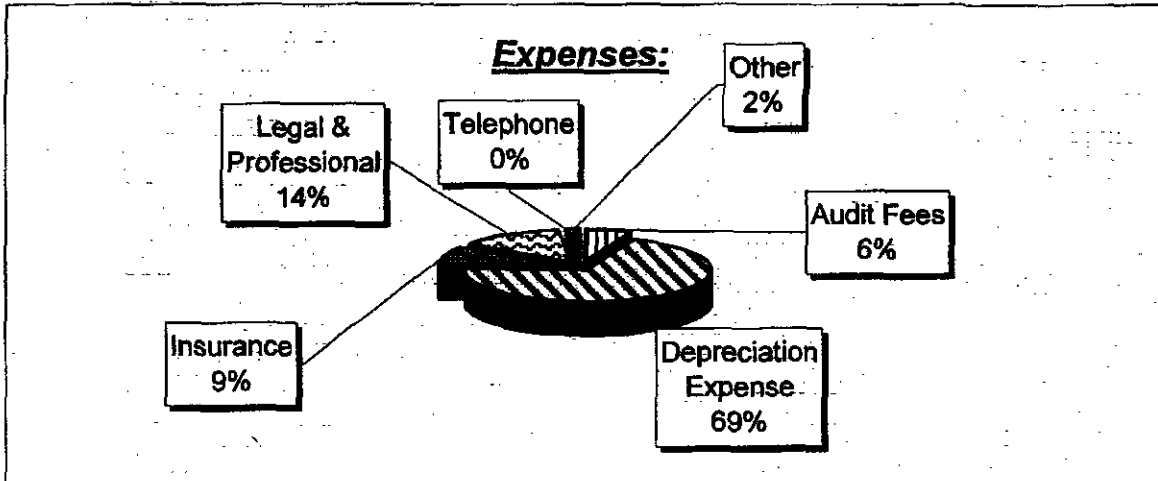 Expenses:
Other
2%
Telephone
0%
Legal &
Professional
14%
Audit Fees
6%
Insurance
9%
Depreciation
Expense
69%